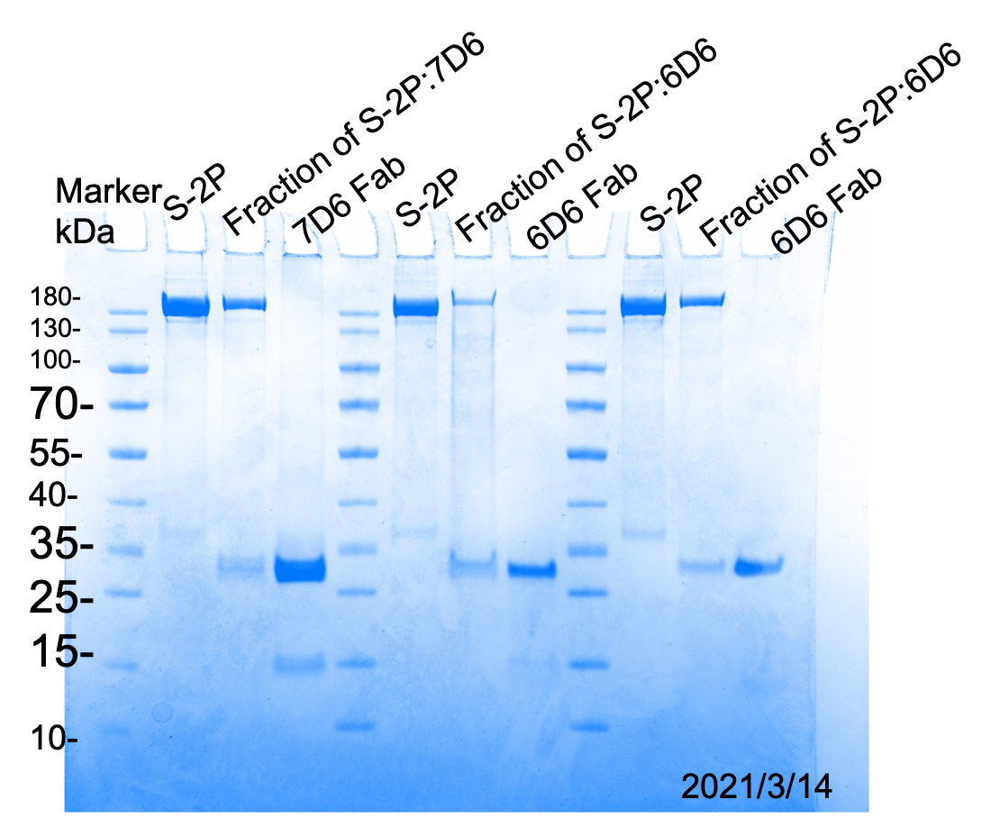 Marker
kDa
S-2P
Fraction of S-2P:7D6
7D6 Fab
S-2P
Fraction of S-2P:6D6
6D6 Fab
S-2P
Fraction of S-2P:6D6
6D6 Fab
180-
130-
100-
70-
55-
40-
35-
25-
15-
10-
2021/3/14